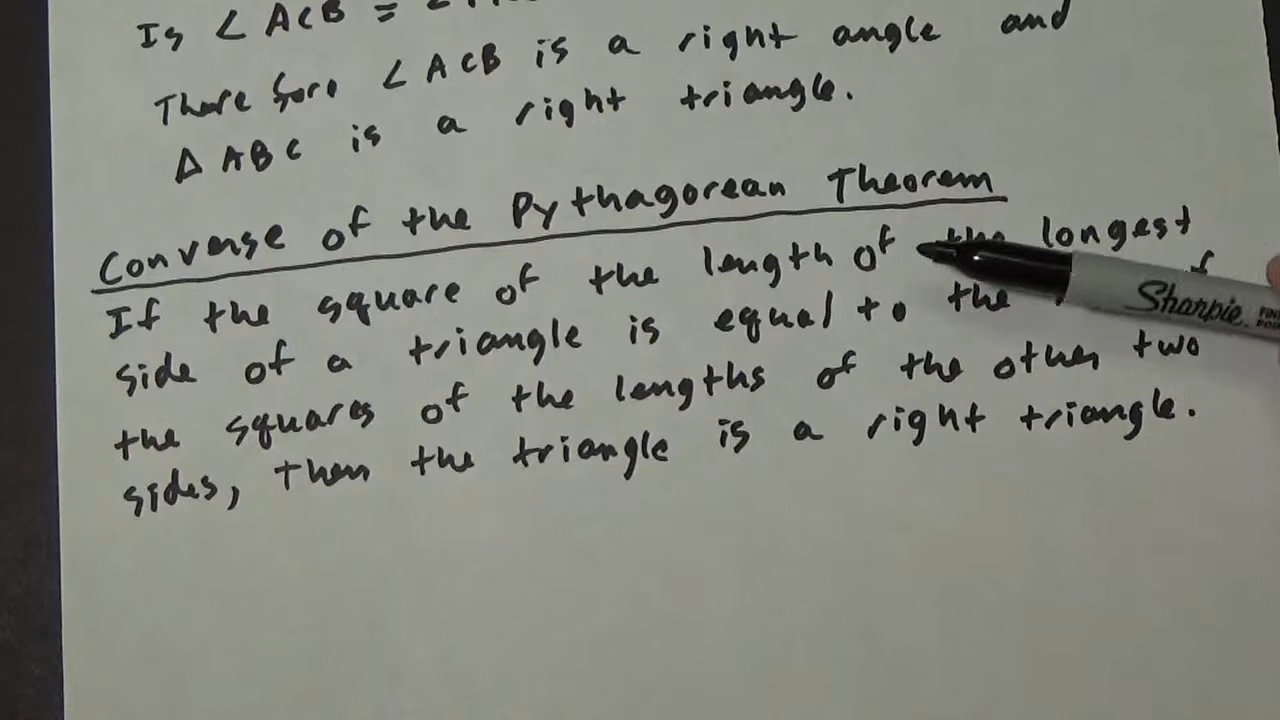 Is ∠ACB =
Therefore ∠ACB is a right angle and
△ABC is a right triangle.
Converse of the Pythagorean Theorem
If the square of the length of the longest
side of a triangle is equal to the
the squares of the lengths of the other two
sides, then the triangle is a right triangle.
Sharpie